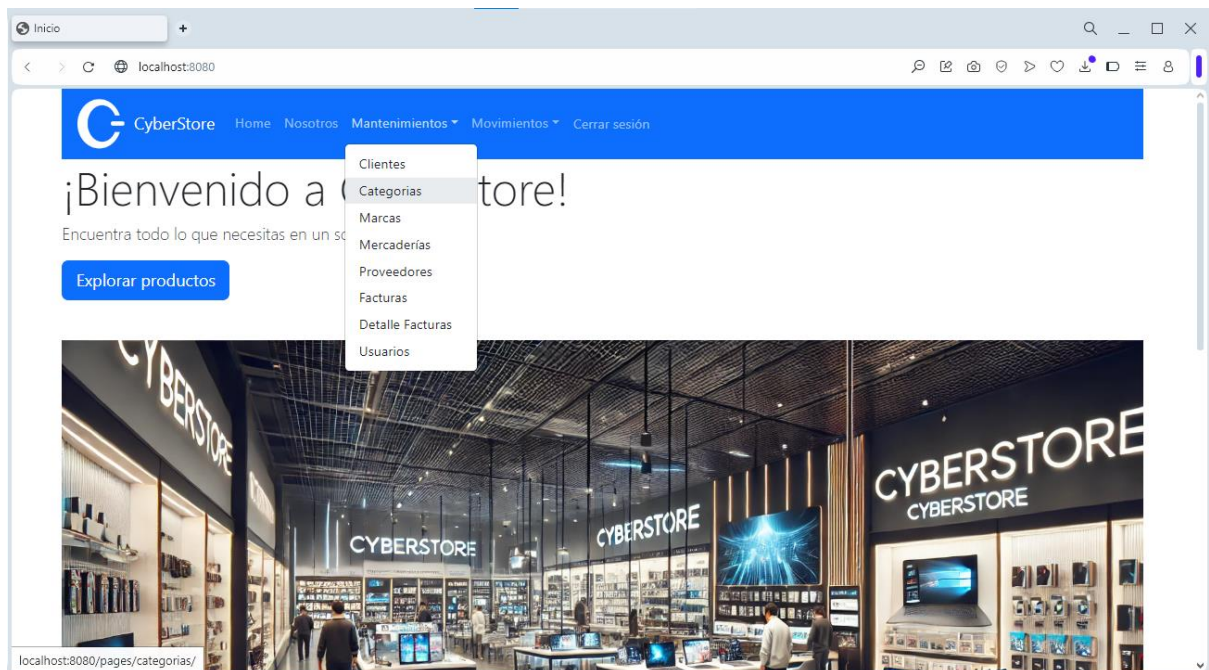 Inicio
localhost:8080
CyberStore Home Nosotros Mantenimientos Movimientos Cerrar sesión
Clientes
Categorias
Marcas
Mercaderías
Proveedores
Facturas
Detalle Facturas
Usuarios
¡Bienvenido a C tore!
Encuentra todo lo que necesitas en un so
Explorar productos
CYBERSTORE
CYBERSTORE
CYBERSTORE
CYBERSTORE
CYBERSTORE
localhost:8080/pages/categorias/